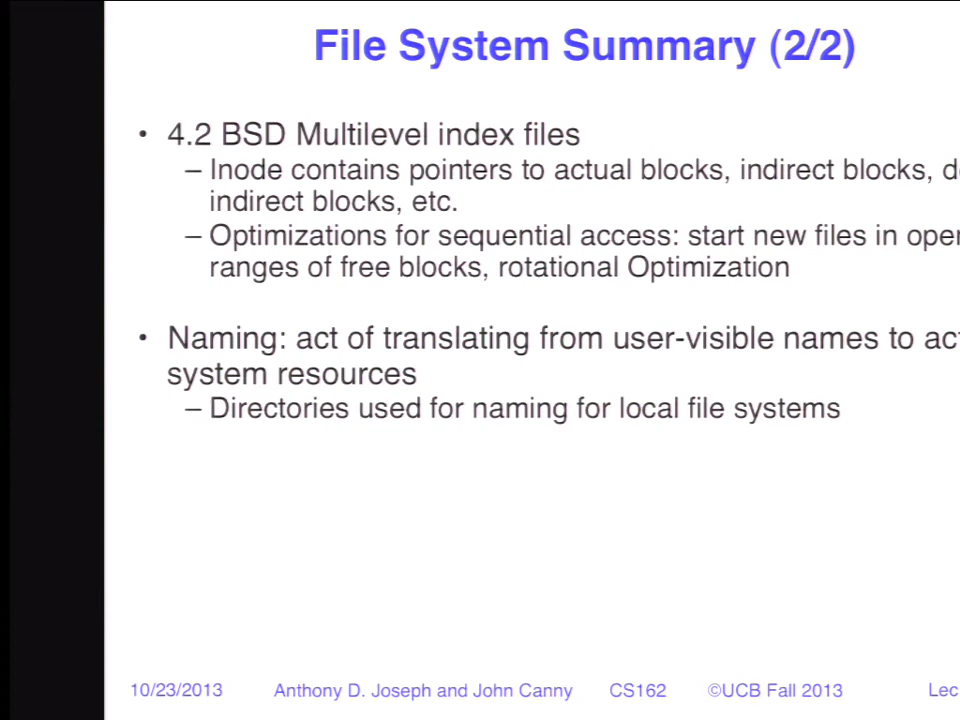 File System Summary (2/2)
• 4.2 BSD Multilevel index files
– Inode contains pointers to actual blocks, indirect blocks,
indirect blocks, etc.
– Optimizations for sequential access: start new files in open
ranges of free blocks, rotational Optimization
• Naming: act of translating from user-visible names to
system resources
– Directories used for naming for local file systems
10/23/2013 Anthony D. Joseph and John Canny CS162 ©UCB Fall 2013 Lec